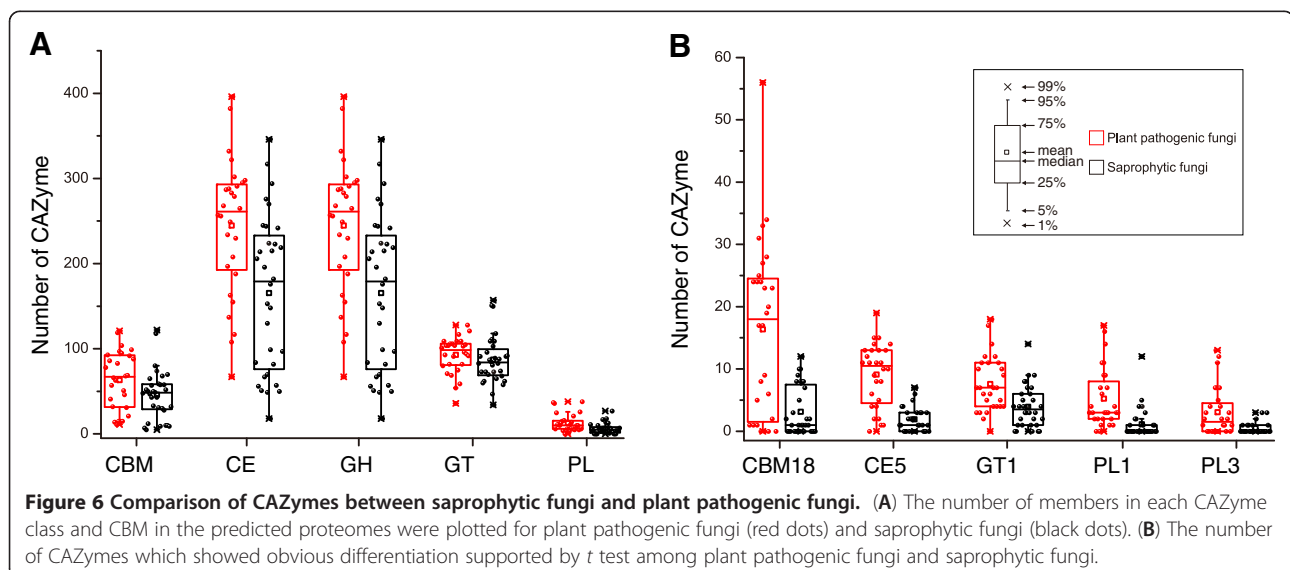 A
Number of CAZyme
400
300
200
100
0
CBM CE GH GT PL
B
Number of CAZyme
60
50
40
30
20
10
0
CBM18 CE5 GT1 PL1 PL3
99%
95%
75%
mean
median
25%
5%
1%
Plant pathogenic fungi
Saprophytic fungi
Figure 6 Comparison of CAZymes between saprophytic fungi and plant pathogenic fungi. (A) The number of members in each CAZyme
class and CBM in the predicted proteomes were plotted for plant pathogenic fungi (red dots) and saprophytic fungi (black dots). (B) The number
of CAZymes which showed obvious differentiation supported by t test among plant pathogenic fungi and saprophytic fungi.